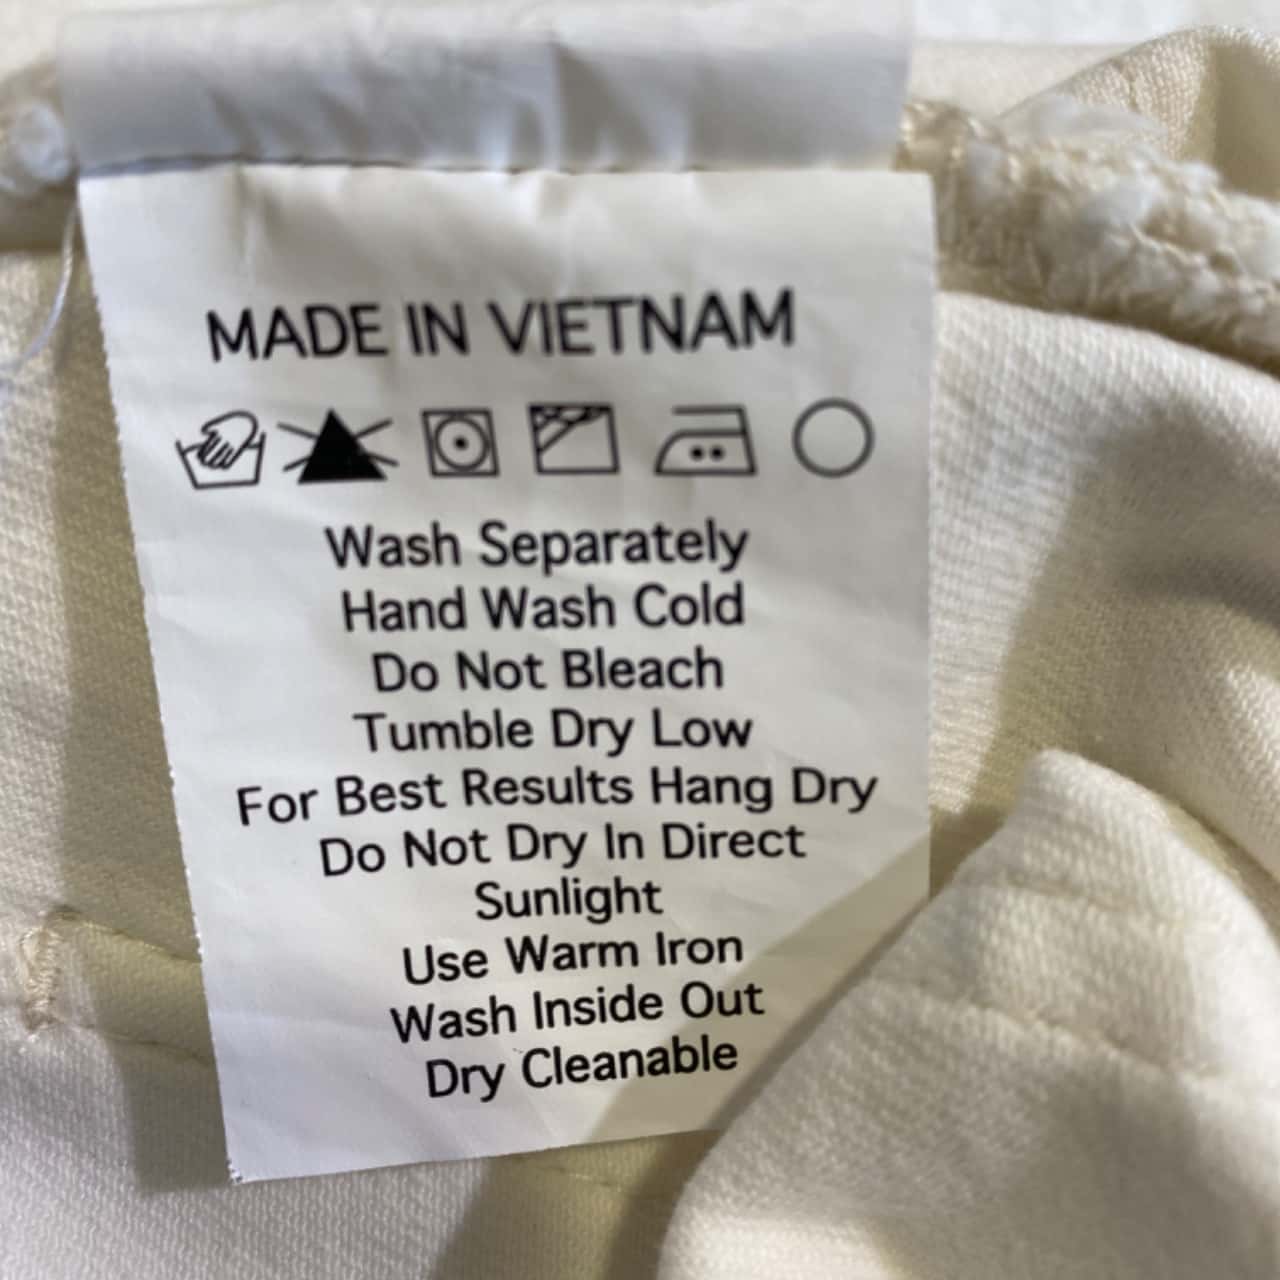 MADE IN VIETNAM
Wash Separately
Hand Wash Cold
Do Not Bleach
Tumble Dry Low
For Best Results Hang Dry
Do Not Dry In Direct
Sunlight
Use Warm Iron
Wash Inside Out
Dry Cleanable